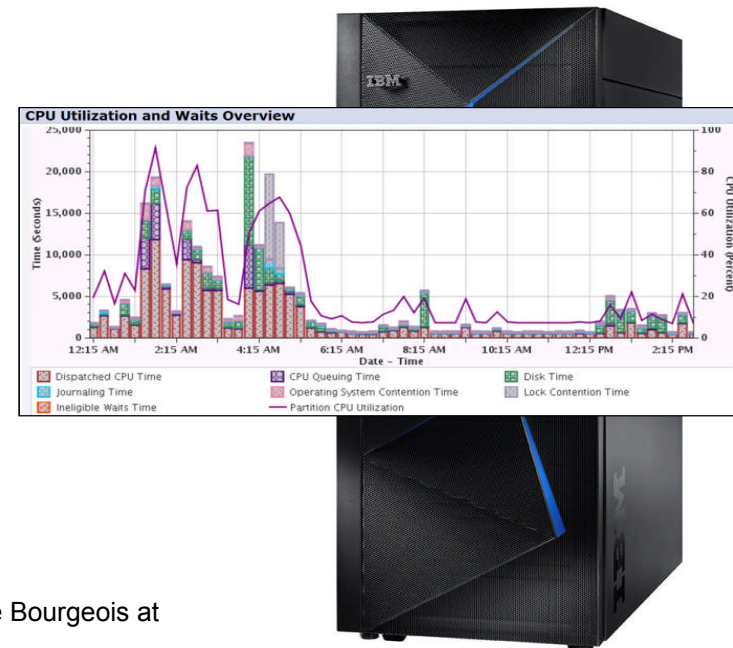 IBM
CPU Utilization and Waits Overview
25,000
20,000
15,000
10,000
5,000
0
Time (Seconds)
100
80
60
40
20
0
CPU Utilization (Percent)
12:15 AM 2:15 AM 4:15 AM 6:15 AM 8:15 AM 10:15 AM 12:15 PM 2:15 PM
Date - Time
Dispatched CPU Time CPU Queuing Time Disk Time
Journaling Time Operating System Contention Time Lock Contention Time
Ineligible Waits Time Partition CPU Utilization
IBM
Bourgeois at